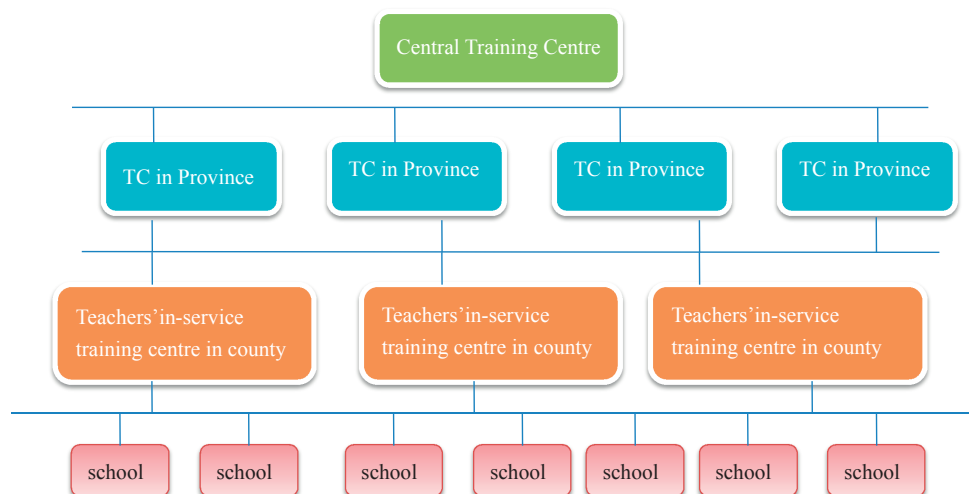 Central Training Centre
TC in Province
TC in Province
TC in Province
TC in Province
Teachers’in-service
training centre in county
Teachers’in-service
training centre in county
Teachers’in-service
training centre in county
school
school
school
school
school
school
school